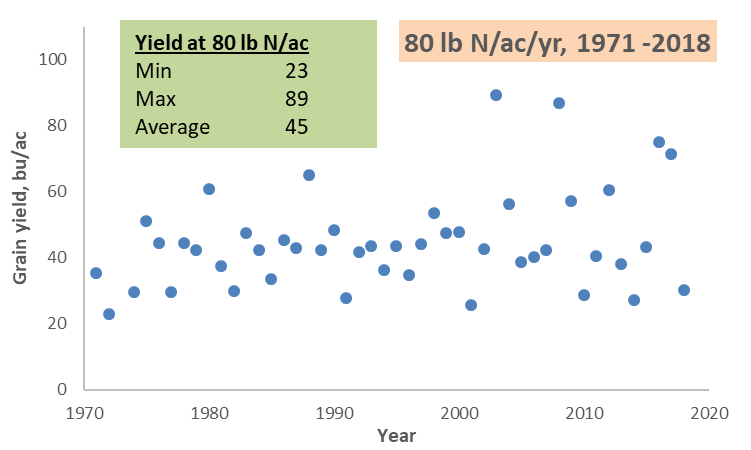 Yield at 80 lb N/ac
Min 23
Max 89
Average 45
80 lb N/ac/yr, 1971 -2018
Grain yield, bu/ac
100
80
60
40
20
0
1970 1980 1990 2000 2010 2020
Year